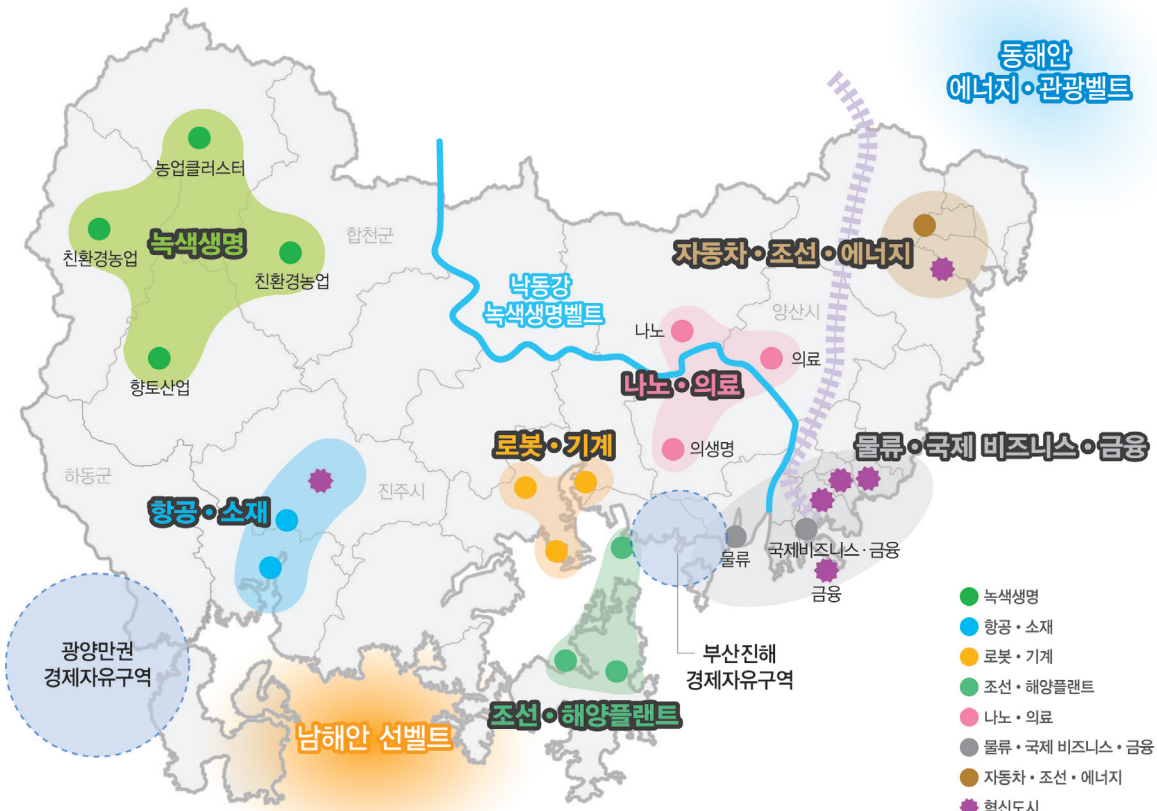 동해안
에너지·관광벨트
농업클러스터
친환경농업
녹색생명
친환경농업
향토산업
합천군
낙동강
녹색생명벨트
자동차·조선·에너지
양산시
나노
의료
나노·의료
의생명
로봇·기계
물류·국제 비즈니스·금융
하동군
진주시
항공·소재
물류
국제비즈니스·금융
금융
광양만권
경제자유구역
부산진해
경제자유구역
조선·해양플랜트
남해안 선벨트
녹색생명
항공·소재
로봇·기계
조선·해양플랜트
나노·의료
물류·국제 비즈니스·금융
자동차·조선·에너지
혁신도시